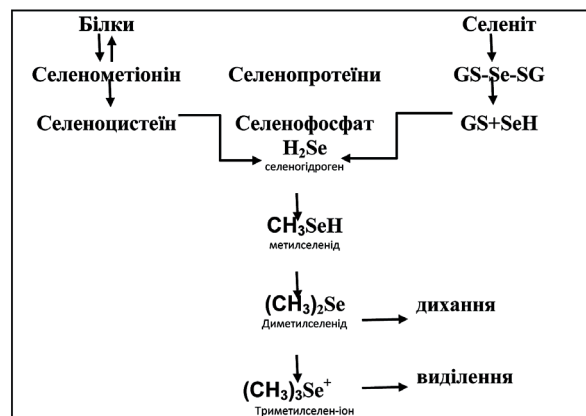 Білки Селеніт
Селенометіонін Селенопротеїни GS-Se-SG
Селеноцистеїн Селенофосфат GS+SeH
H₂Se
селеногідроген
CH₃SeH
метилселенід
(CH₃)₂Se
Диметилселенід
дихання
(CH₃)₃Se⁺
Триметилселен-іон
виділення